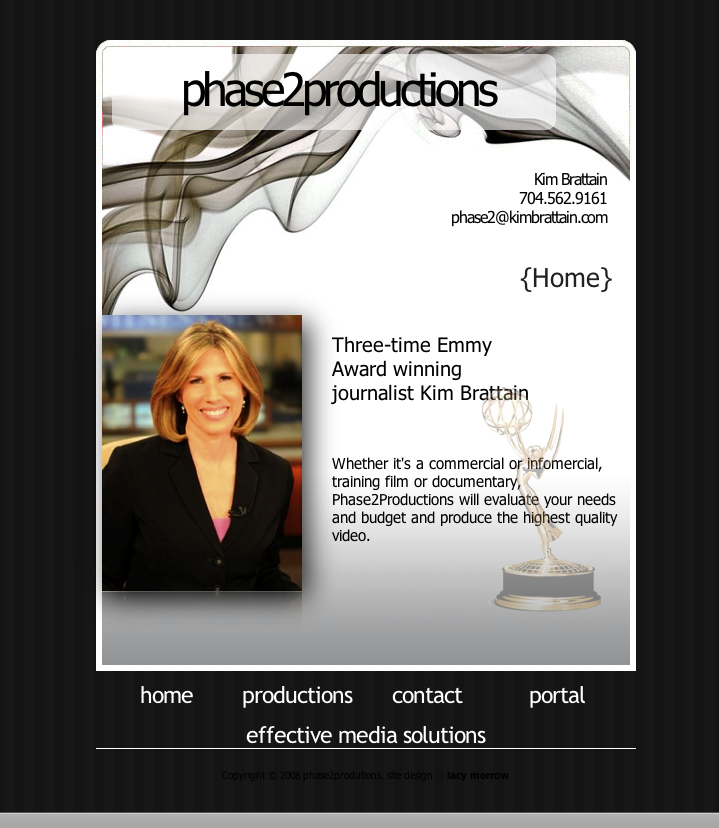 phase2productions
Kim Brattain
704.562.9161
phase2@kimbrattain.com
{Home}
Three-time Emmy
Award winning
journalist Kim Brattain
Whether it's a commercial or infomercial,
training film or documentary,
Phase2Productions will evaluate your needs
and budget and produce the highest quality
video.
home productions contact portal
effective media solutions
Copyright © 2008 phase2produtions. site design ::: lacy morrow